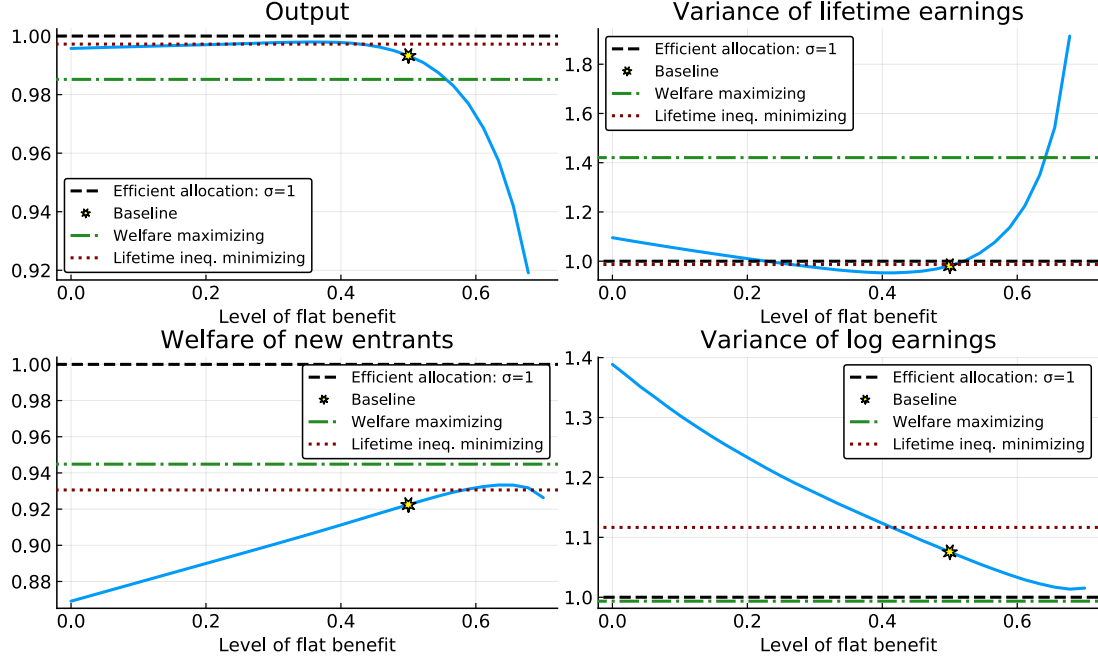 Output
1.00
0.98
0.96
0.94
0.92
Efficient allocation: σ=1
Baseline
Welfare maximizing
Lifetime ineq. minimizing
0.0 0.2 0.4 0.6
Level of flat benefit
Variance of lifetime earnings
1.8
1.6
1.4
1.2
1.0
Efficient allocation: σ=1
Baseline
Welfare maximizing
Lifetime ineq. minimizing
0.0 0.2 0.4 0.6
Level of flat benefit
Welfare of new entrants
1.00
0.98
0.96
0.94
0.92
0.90
0.88
Efficient allocation: σ=1
Baseline
Welfare maximizing
Lifetime ineq. minimizing
0.0 0.2 0.4 0.6
Level of flat benefit
Variance of log earnings
1.4
1.3
1.2
1.1
1.0
Efficient allocation: σ=1
Baseline
Welfare maximizing
Lifetime ineq. minimizing
0.0 0.2 0.4 0.6
Level of flat benefit